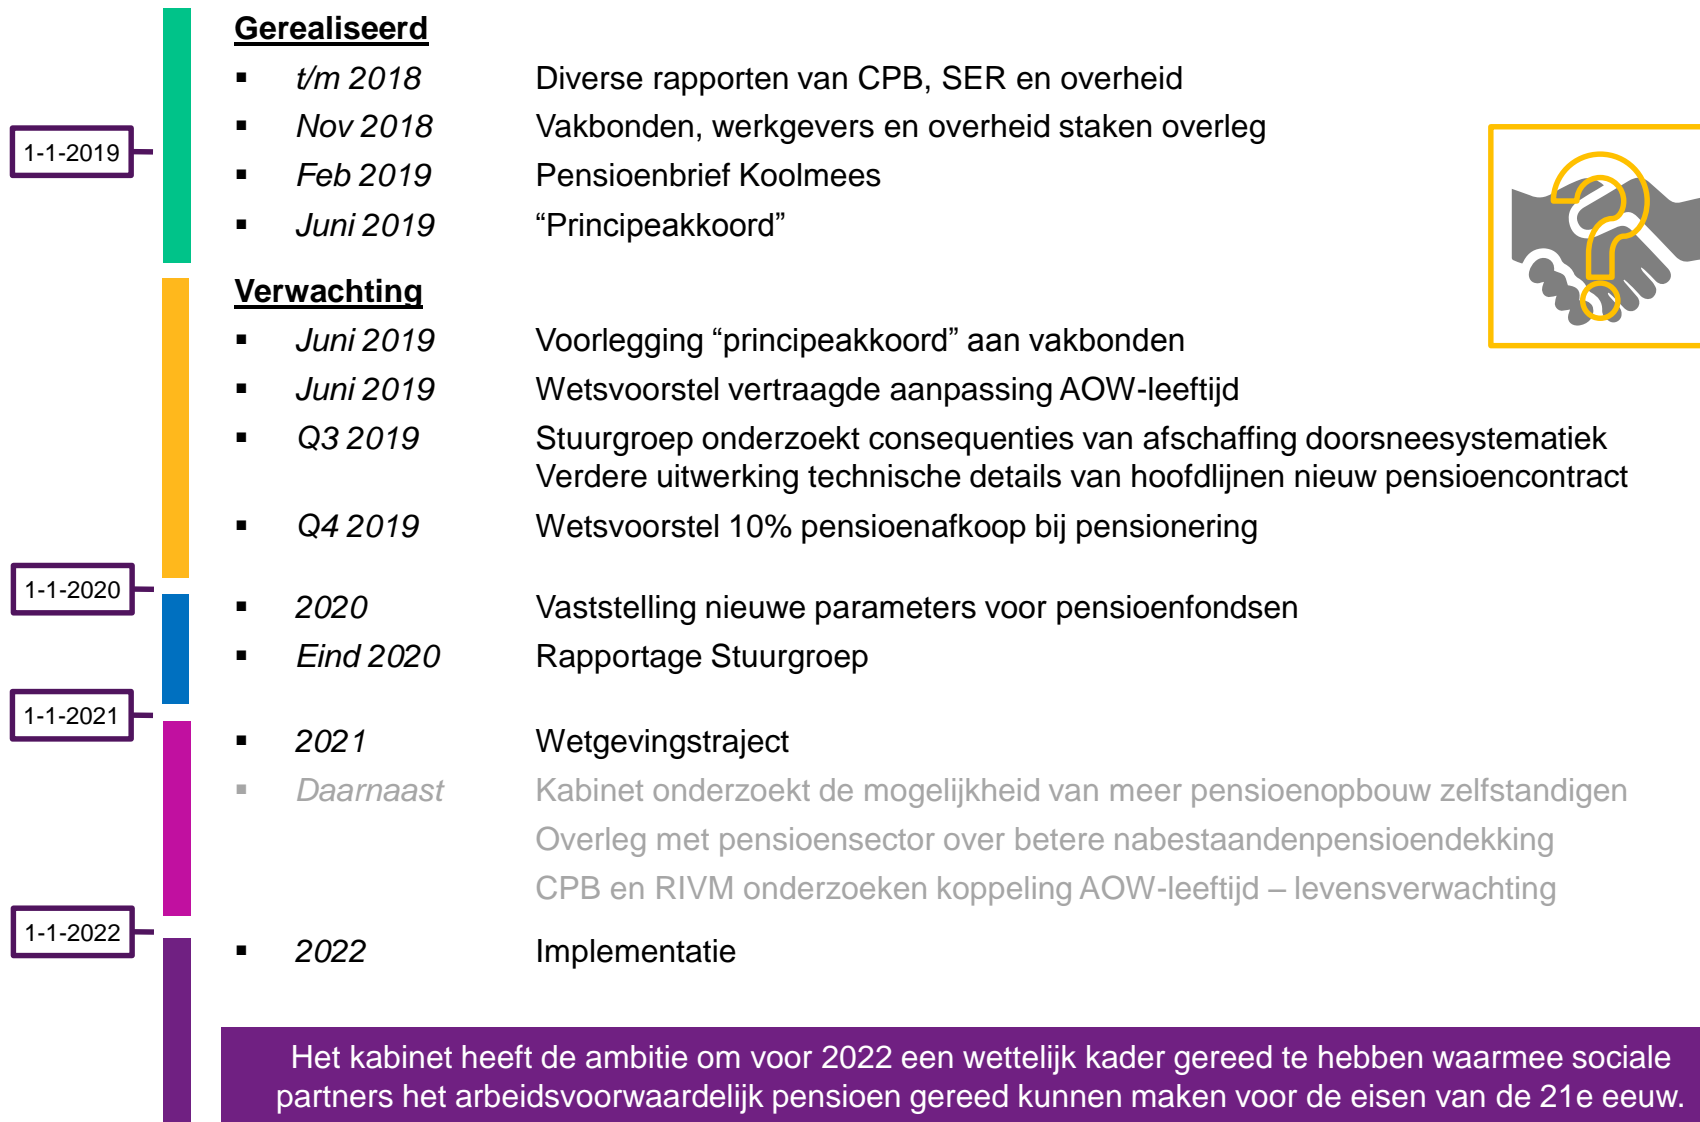 Gerealiseerd
▪ t/m 2018 Diverse rapporten van CPB, SER en overheid
▪ Nov 2018 Vakbonden, werkgevers en overheid staken overleg
1-1-2019
▪ Feb 2019 Pensioenbrief Koolmees
▪ Juni 2019 “Principeakkoord”
?
Verwachting
▪ Juni 2019 Voorlegging “principeakkoord” aan vakbonden
▪ Juni 2019 Wetsvoorstel vertraagde aanpassing AOW-leeftijd
▪ Q3 2019 Stuurgroep onderzoekt consequenties van afschaffing doorsneesystematiek
Verdere uitwerking technische details van hoofdlijnen nieuw pensioencontract
▪ Q4 2019 Wetsvoorstel 10% pensioenafkoop bij pensionering
1-1-2020
▪ 2020 Vaststelling nieuwe parameters voor pensioenfondsen
▪ Eind 2020 Rapportage Stuurgroep
1-1-2021
▪ 2021 Wetgevingstraject
▪ Daarnaast Kabinet onderzoekt de mogelijkheid van meer pensioenopbouw zelfstandigen
Overleg met pensioensector over betere nabestaandenpensioendekking
CPB en RIVM onderzoeken koppeling AOW-leeftijd – levensverwachting
1-1-2022
▪ 2022 Implementatie
Het kabinet heeft de ambitie om voor 2022 een wettelijk kader gereed te hebben waarmee sociale
partners het arbeidsvoorwaardelijk pensioen gereed kunnen maken voor de eisen van de 21e eeuw.